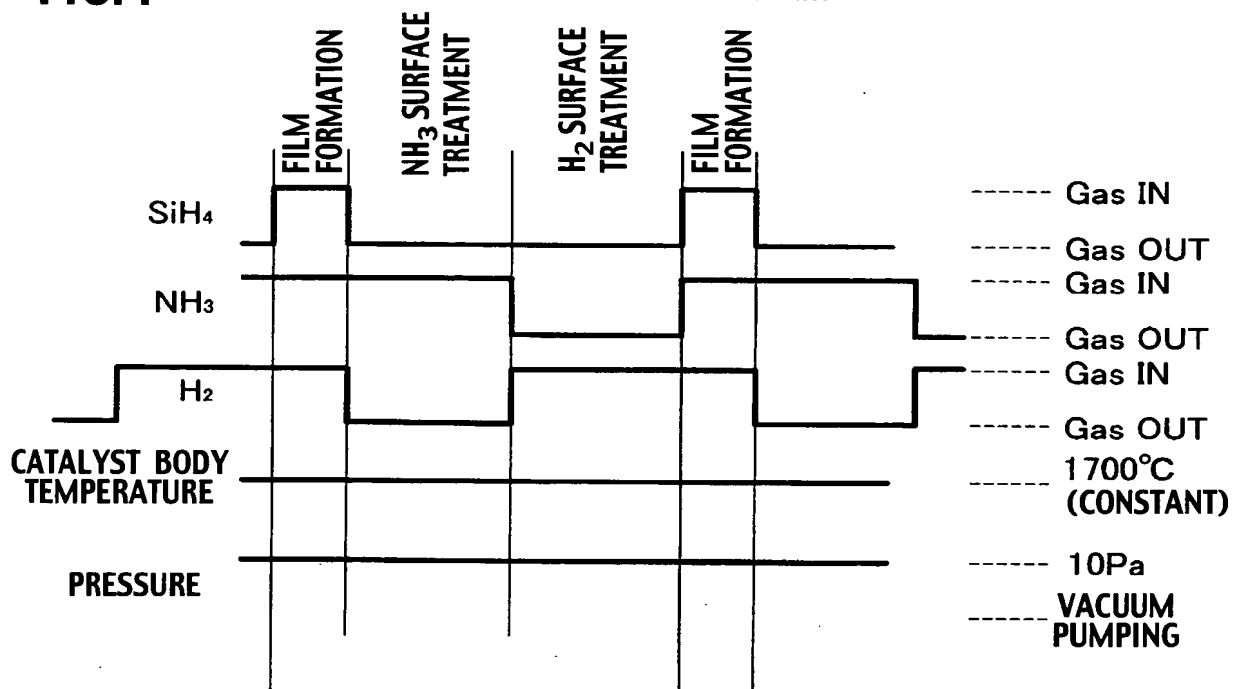 FILM
FORMATION
NH₃ SURFACE
TREATMENT
H₂ SURFACE
TREATMENT
FILM
FORMATION
SiH₄
Gas IN
Gas OUT
NH₃
Gas IN
Gas OUT
H₂
Gas IN
Gas OUT
CATALYST BODY
TEMPERATURE
1700°C
(CONSTANT)
PRESSURE
10Pa
VACUUM
PUMPING